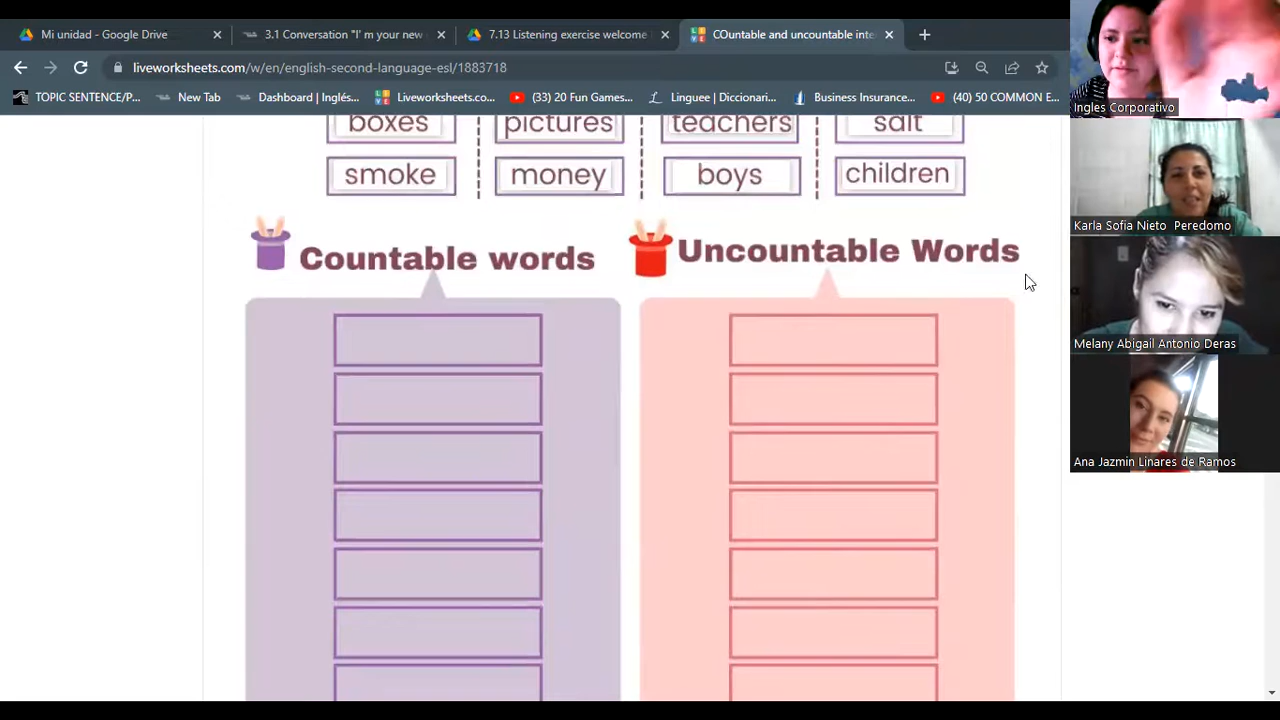 Mi unidad - Google Drive
3.1 Conversation "I' m your new
7.13 Listening exercise welcome
COuntable and uncountable inte
liveworksheets.com/w/en/english-second-language-esl/1883718
TOPIC SENTENCE/P...
New Tab
Dashboard | Inglés...
Liveworksheets.co...
(33) 20 Fun Games...
Linguee | Diccionari...
Business Insurance...
(40) 50 COMMON E...
boxes pictures teachers salt
smoke money boys children
Countable words
Uncountable Words
Ingles Corporativo
Karla Sofia Nieto Peredomo
Melany Abigail Antonio Deras
Ana Jazmin Linares de Ramos